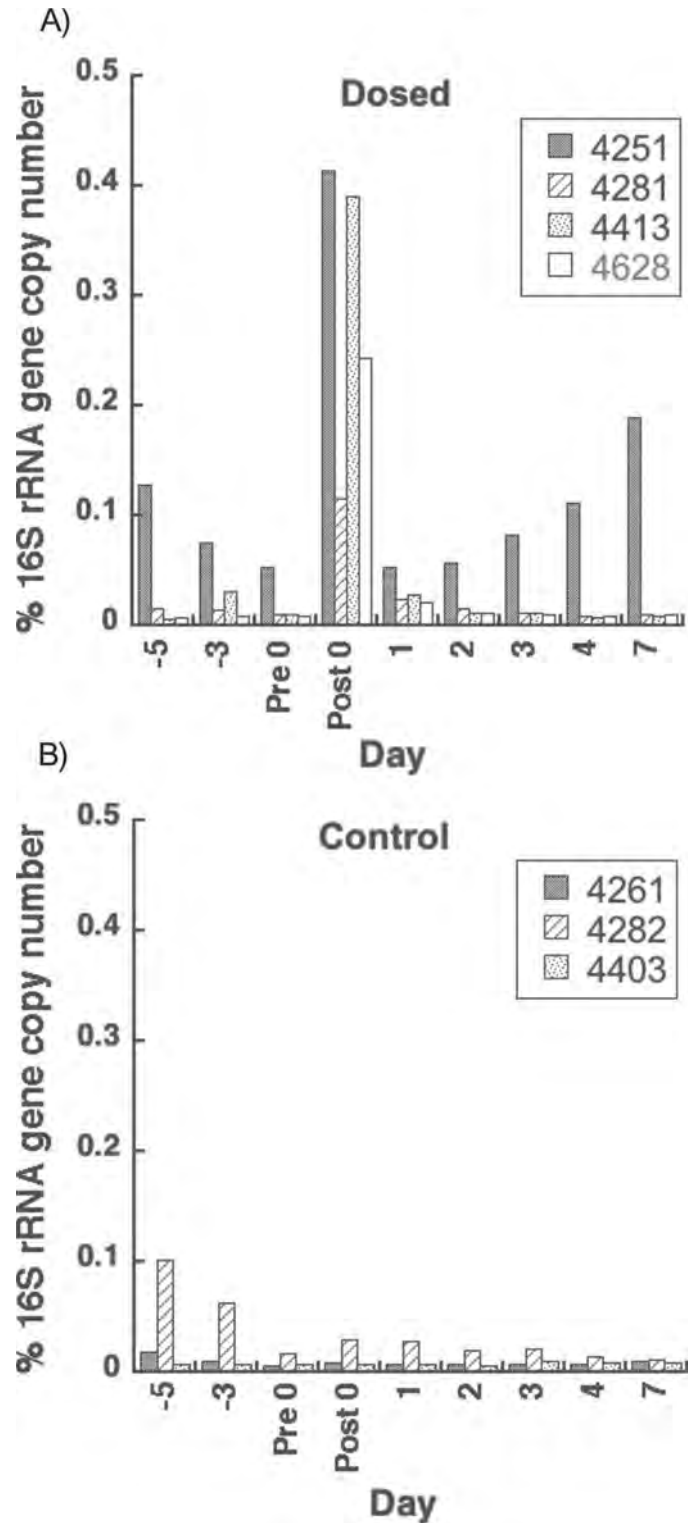 A)
% 16S rRNA gene copy number
0.5
0.4
0.3
0.2
0.1
0
Dosed
4251
4281
4413
4628
-5
-3
Pre 0
Post 0
1
2
3
4
7
Day
B)
% 16S rRNA gene copy number
0.5
0.4
0.3
0.2
0.1
0
Control
4261
4282
4403
-5
-3
Pre 0
Post 0
1
2
3
4
7
Day